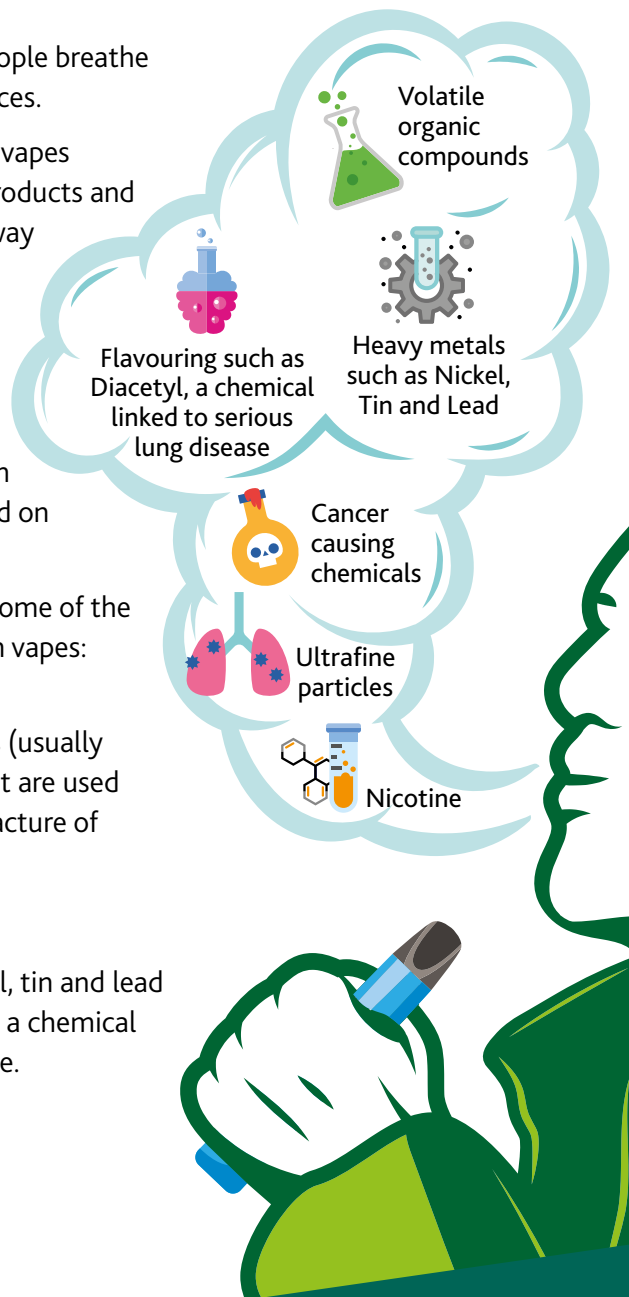 ople breathe
ces.
vapes
roducts and
vay
n
d on
ome of the
n vapes:
(usually
t are used
acture of
l, tin and lead
a chemical
e.
Volatile
organic
compounds
Flavouring such as
Diacetyl, a chemical
linked to serious
lung disease
Heavy metals
such as Nickel,
Tin and Lead
Cancer
causing
chemicals
Ultrafine
particles
Nicotine